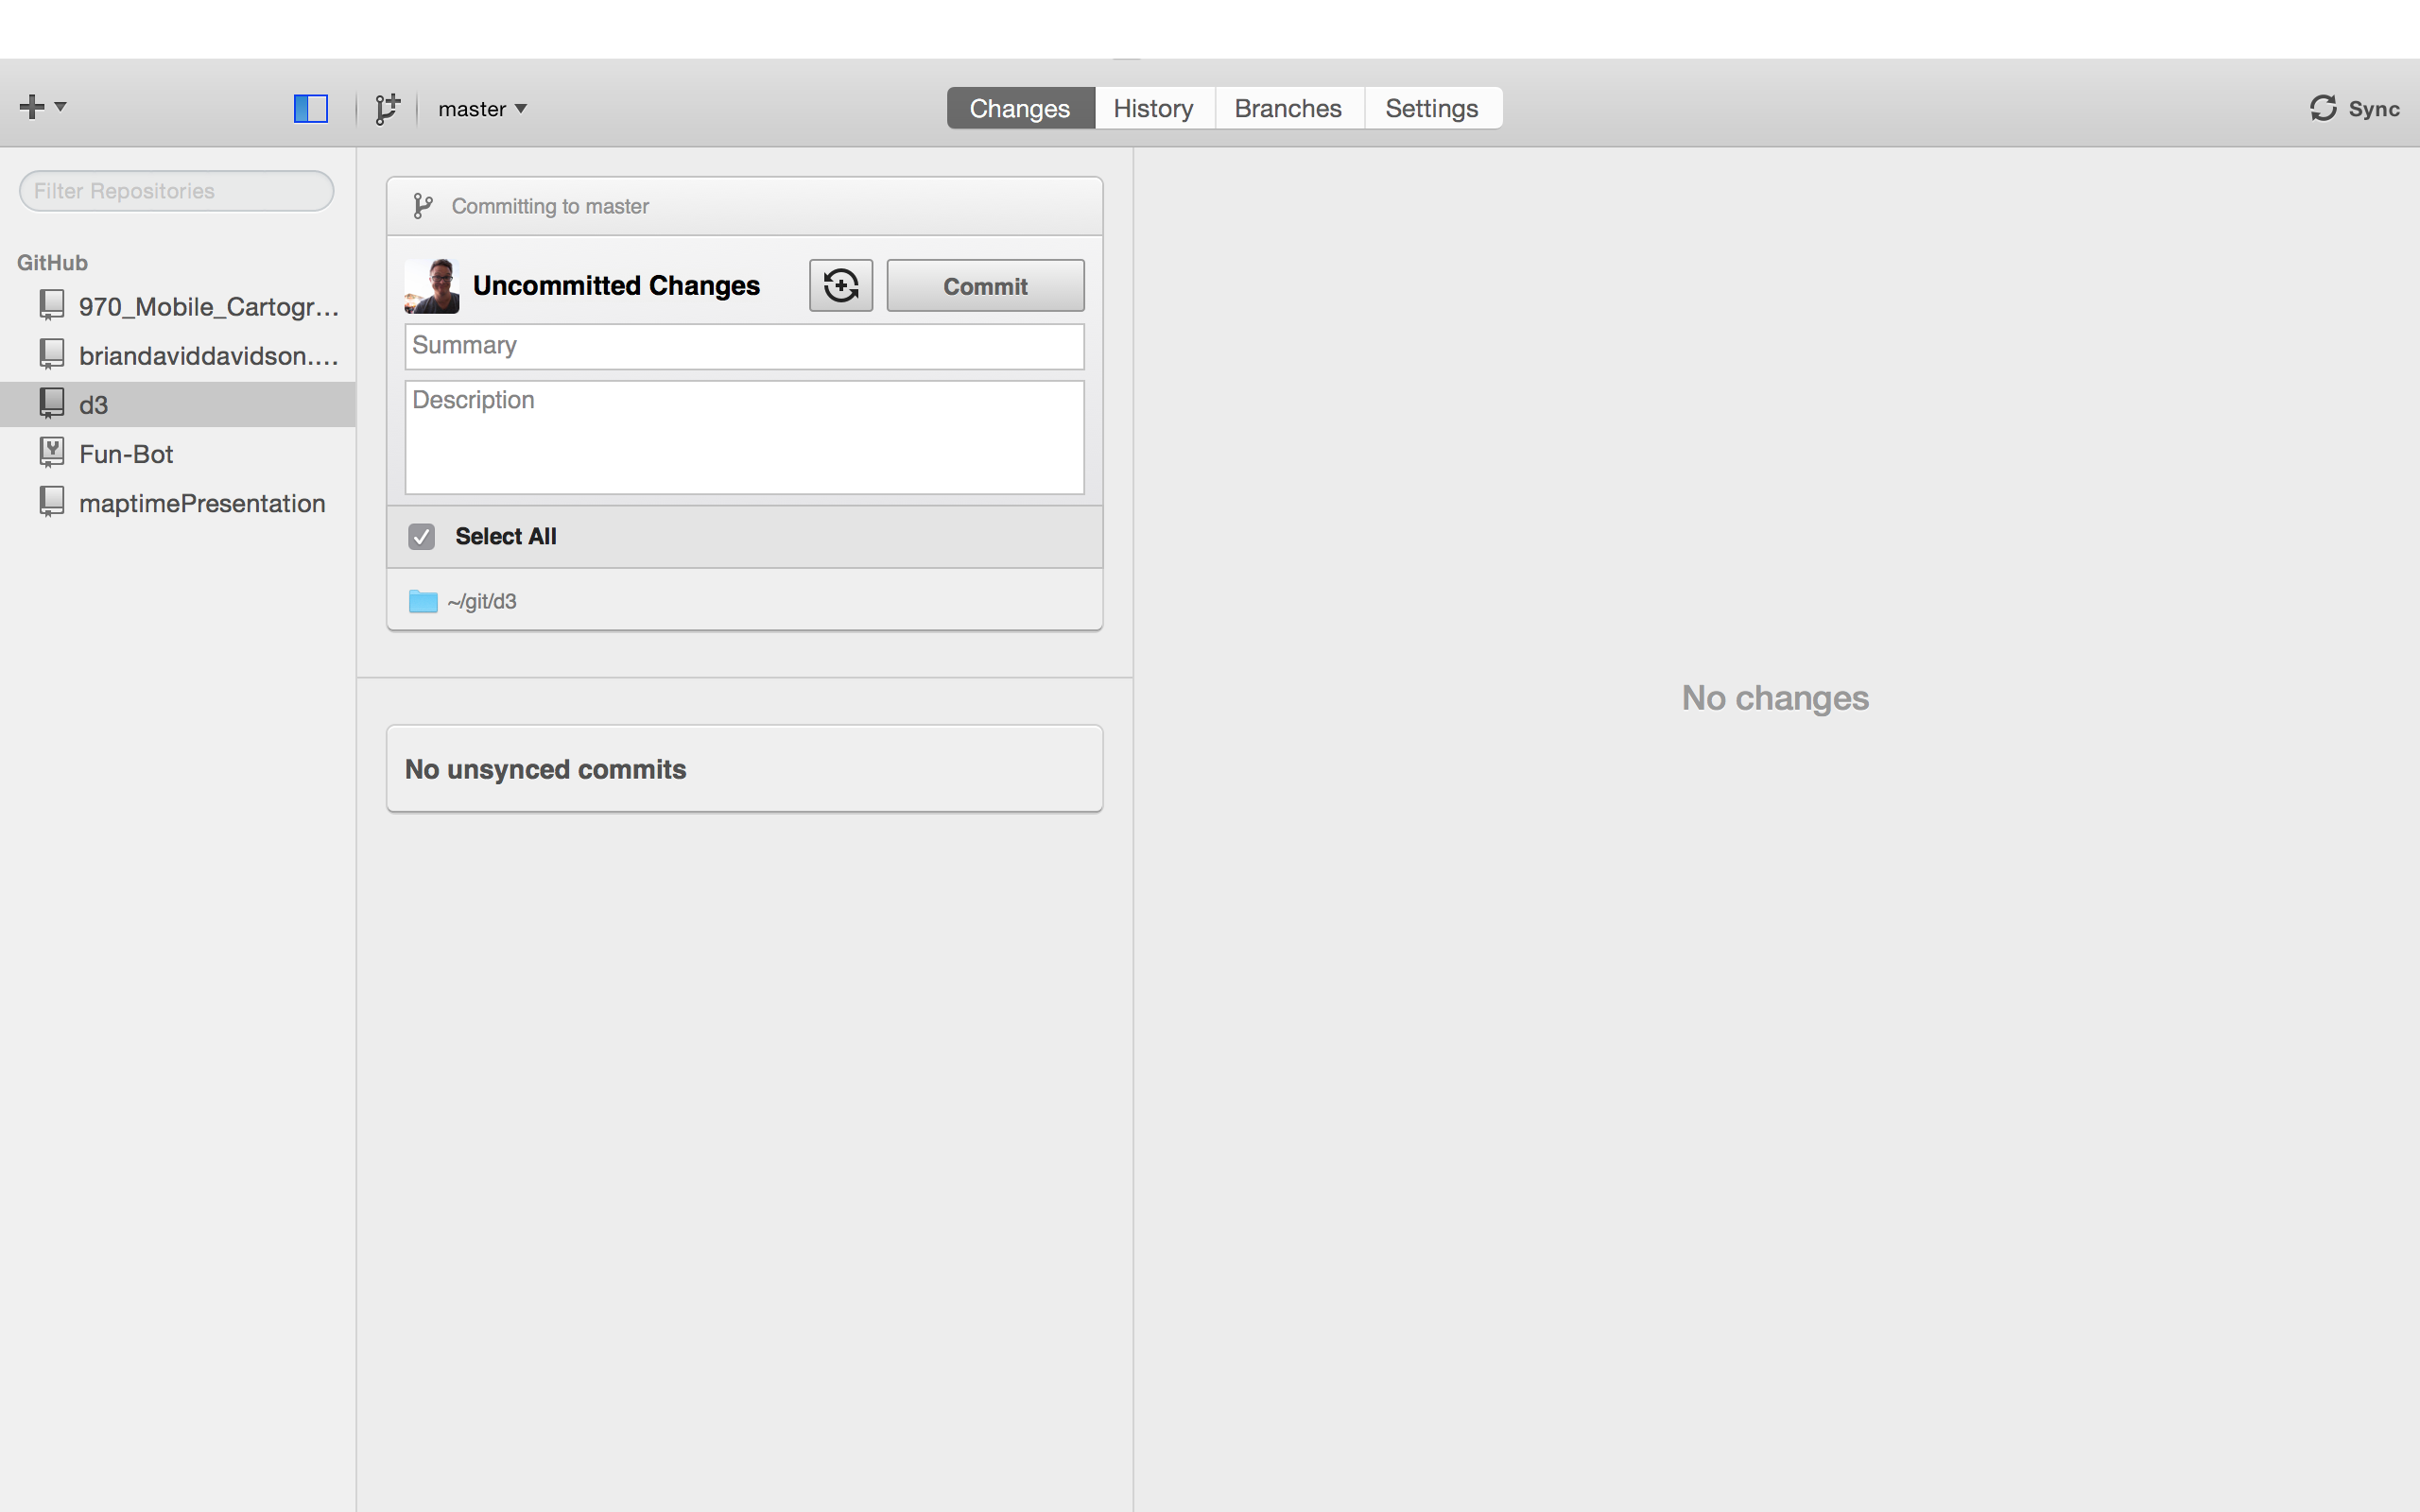 master
Changes
History
Branches
Settings
Sync
Filter Repositories
GitHub
970_Mobile_Cartogr...
briandaviddavidson....
d3
Fun-Bot
maptimePresentation
Committing to master
Uncommitted Changes
Commit
Summary
Description
Select All
~/git/d3
No unsynced commits
No changes